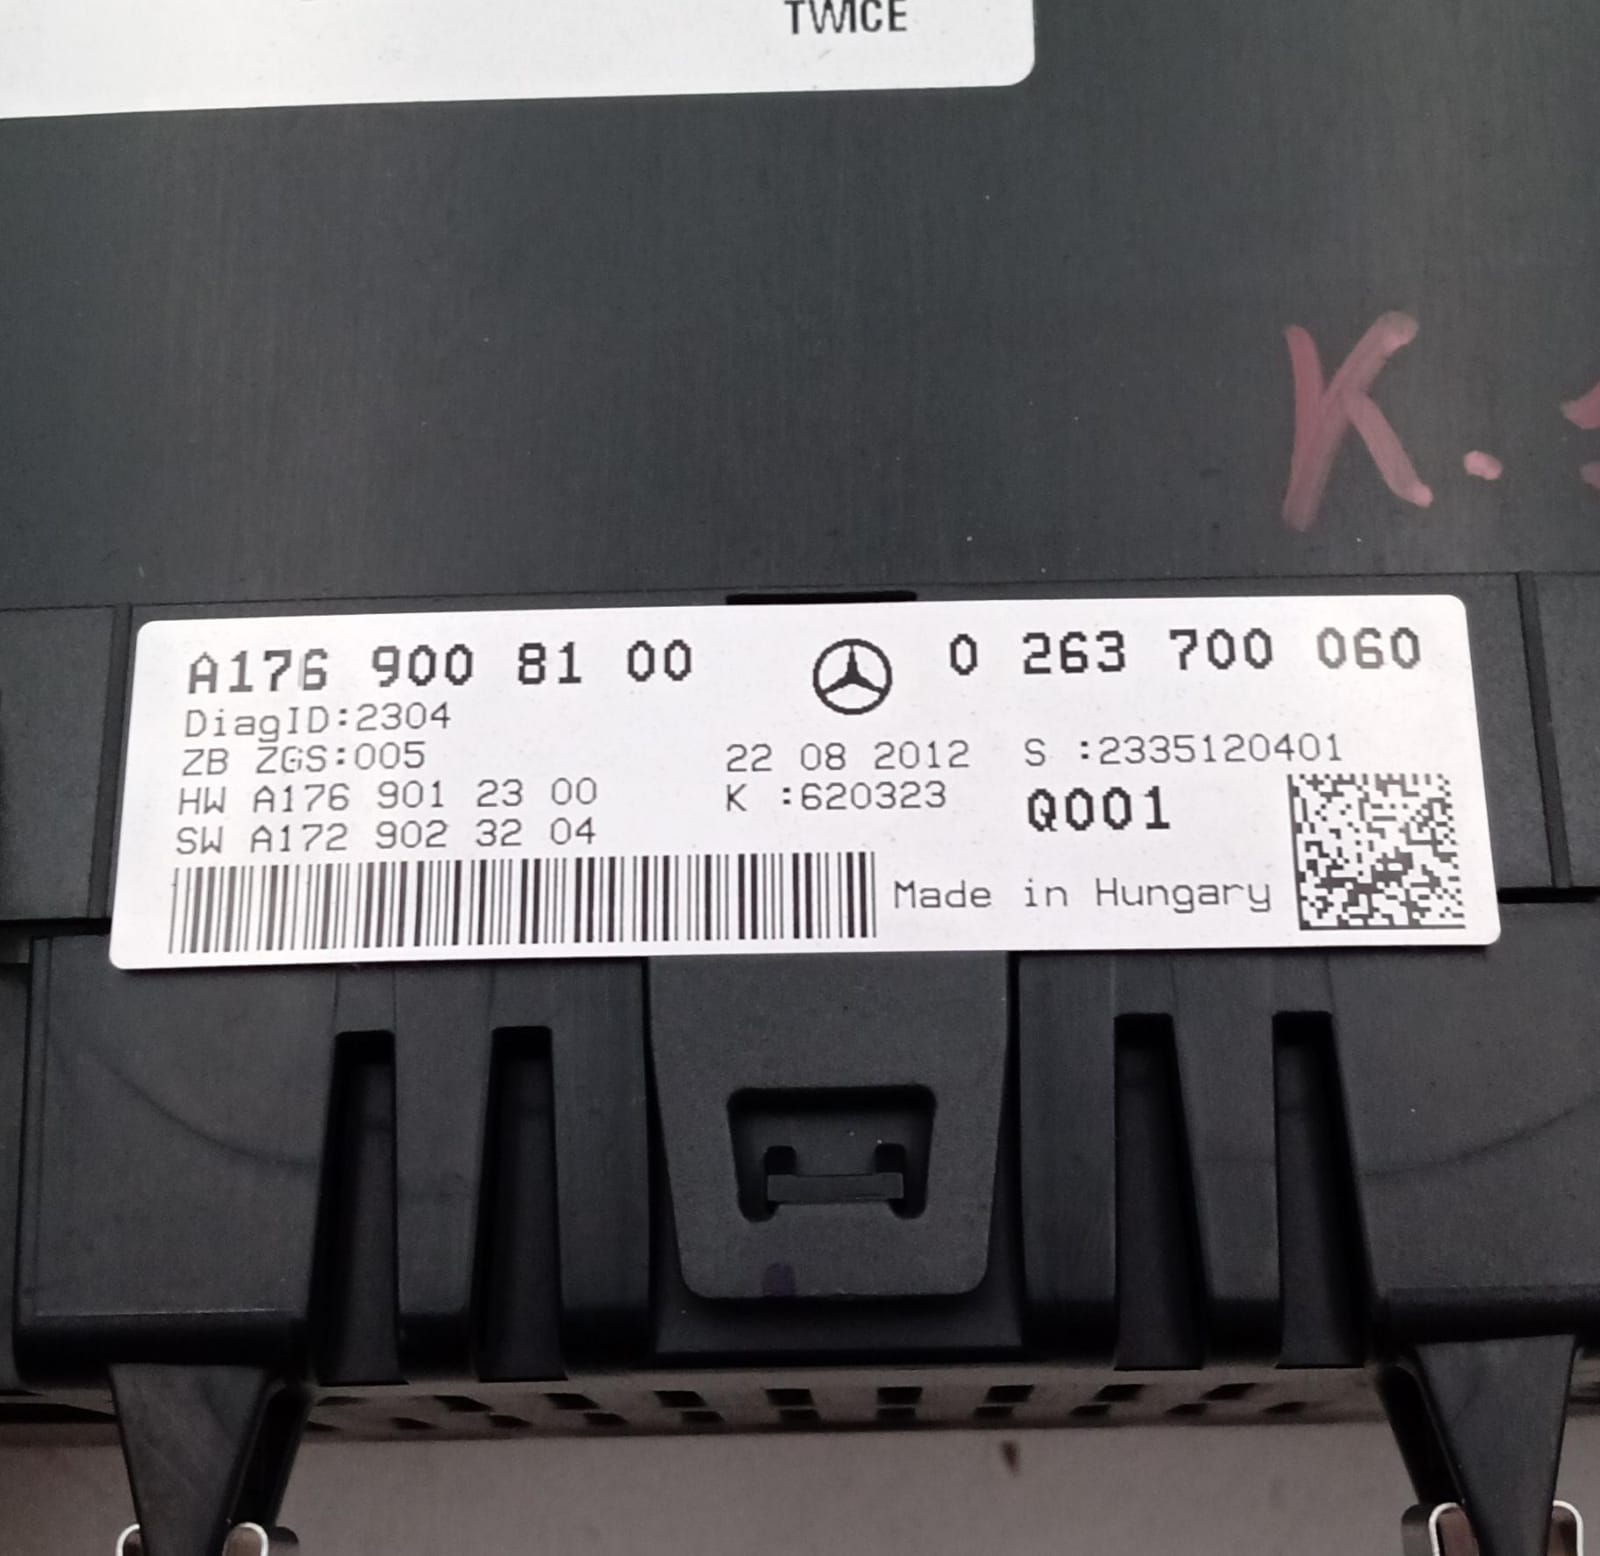 TWICE
K.
A176 900 81 00
0 263 700 060
DiagID:2304
ZB ZGS:005
22 08 2012 S :2335120401
HW A176 901 23 00
K :620323
Q001
SW A172 902 32 04
Made in Hungary